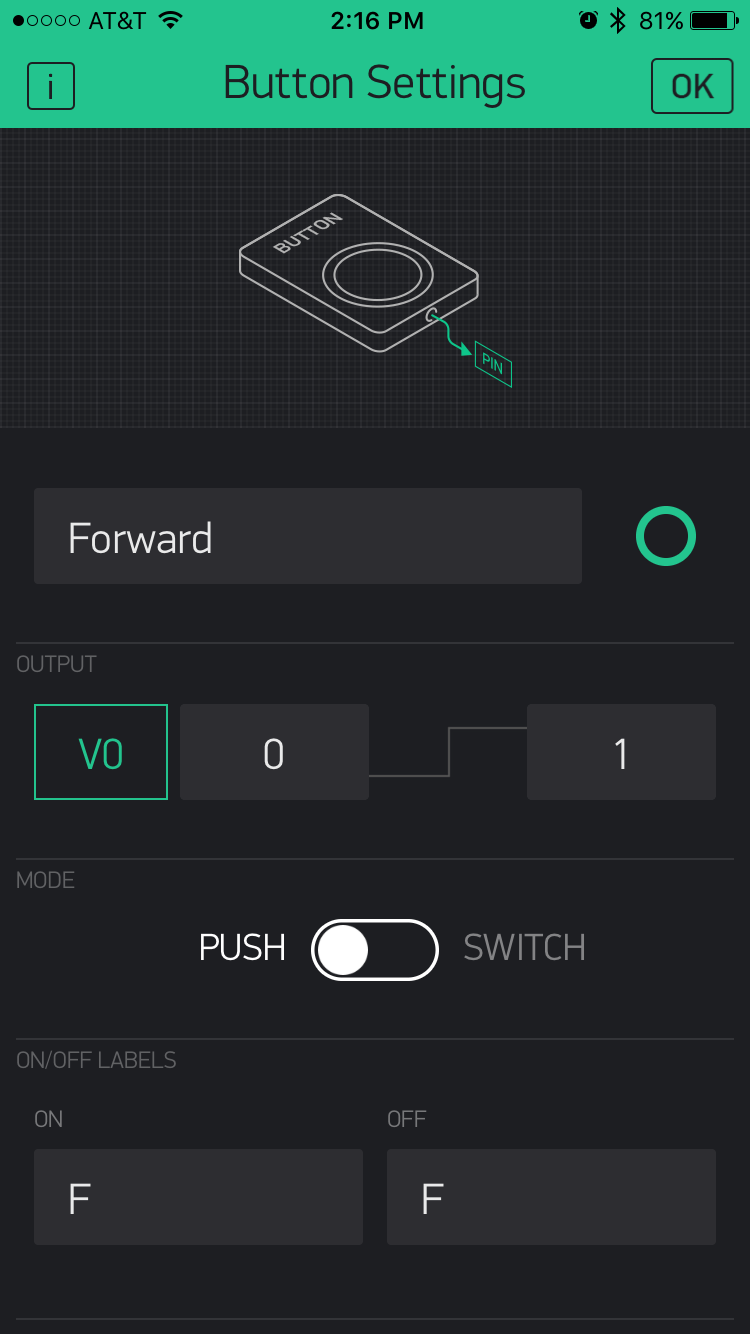 AT&T 2:16 PM 81%
i Button Settings OK
BUTTON
PIN
Forward
OUTPUT
V0 0 1
MODE
PUSH SWITCH
ON/OFF LABELS
ON OFF
F F